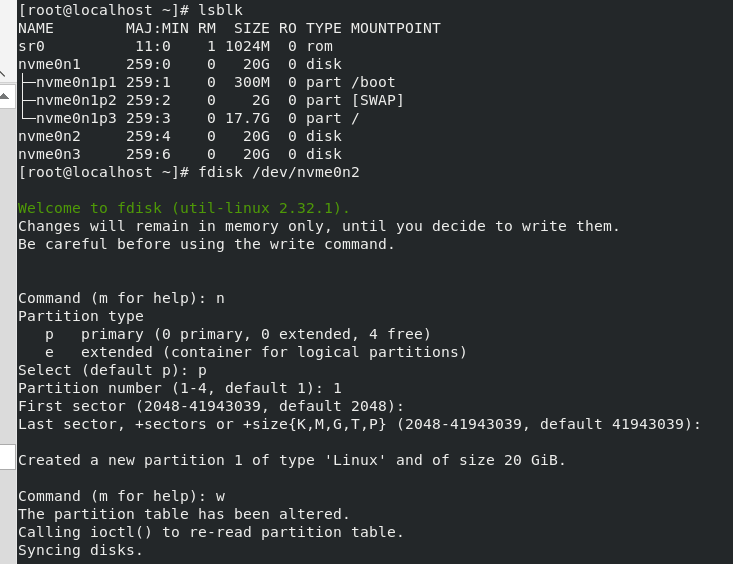 [root@localhost ~]# lsblk
NAME        MAJ:MIN RM  SIZE RO TYPE MOUNTPOINT
sr0          11:0    1 1024M  0 rom
nvme0n1     259:0    0   20G  0 disk
├─nvme0n1p1 259:1    0  300M  0 part /boot
├─nvme0n1p2 259:2    0    2G  0 part [SWAP]
└─nvme0n1p3 259:3    0 17.7G  0 part /
nvme0n2     259:4    0   20G  0 disk
nvme0n3     259:6    0   20G  0 disk
[root@localhost ~]# fdisk /dev/nvme0n2
Welcome to fdisk (util-linux 2.32.1).
Changes will remain in memory only, until you decide to write them.
Be careful before using the write command.
Command (m for help): n
Partition type
   p   primary (0 primary, 0 extended, 4 free)
   e   extended (container for logical partitions)
Select (default p): p
Partition number (1-4, default 1): 1
First sector (2048-41943039, default 2048):
Last sector, +sectors or +size{K,M,G,T,P} (2048-41943039, default 41943039):
Created a new partition 1 of type 'Linux' and of size 20 GiB.
Command (m for help): w
The partition table has been altered.
Calling ioctl() to re-read partition table.
Syncing disks.